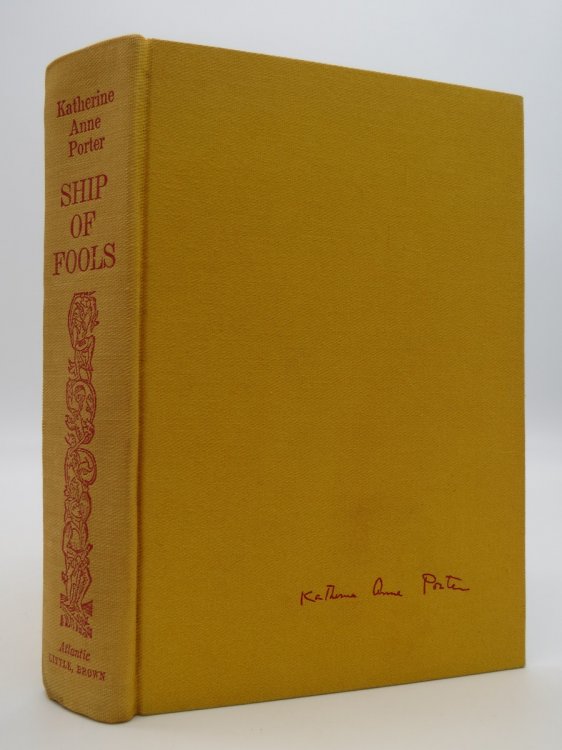 Katherine
Anne
Porter
SHIP
OF
FOOLS
Atlantic
LITTLE, BROWN
Katherine Anne Porter